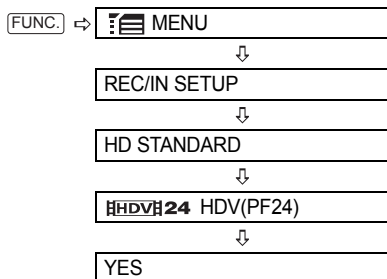 FUNC. ⇨ MENU
⇩
REC/IN SETUP
⇩
HD STANDARD
⇩
HDV 24 HDV(PF24)
⇩
YES